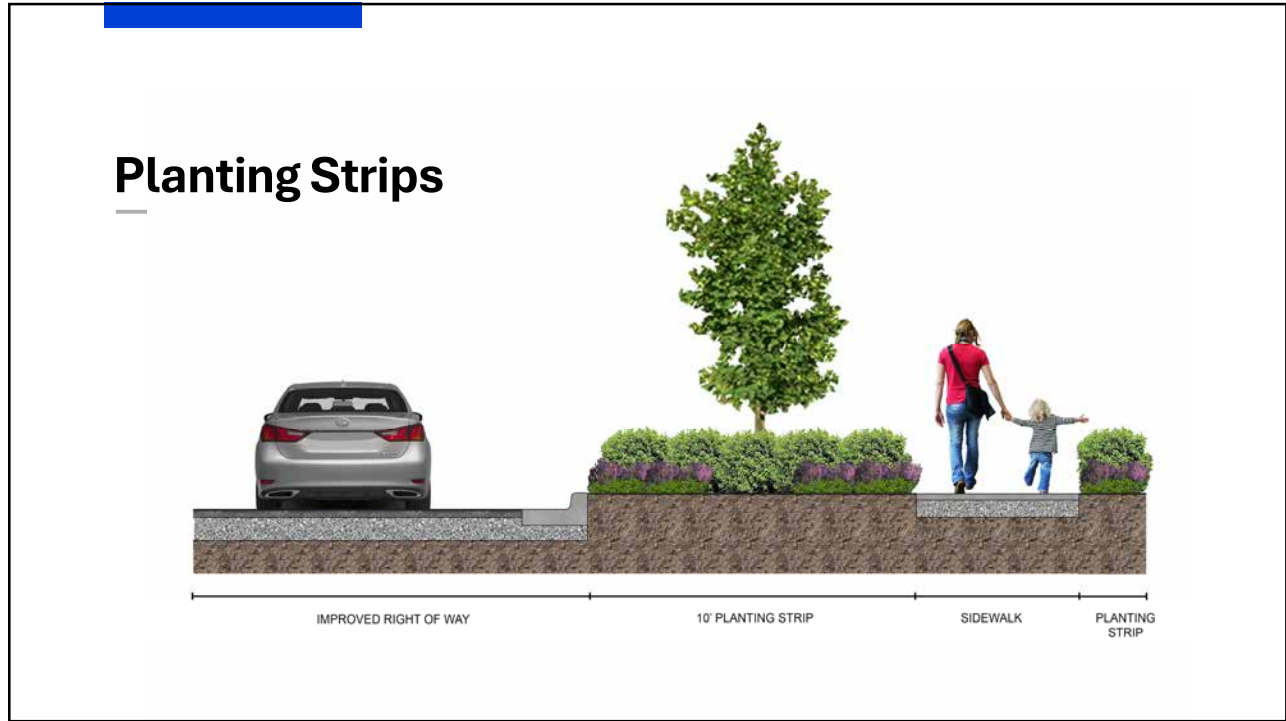 Planting Strips
IMPROVED RIGHT OF WAY
10' PLANTING STRIP
SIDEWALK
PLANTING
STRIP